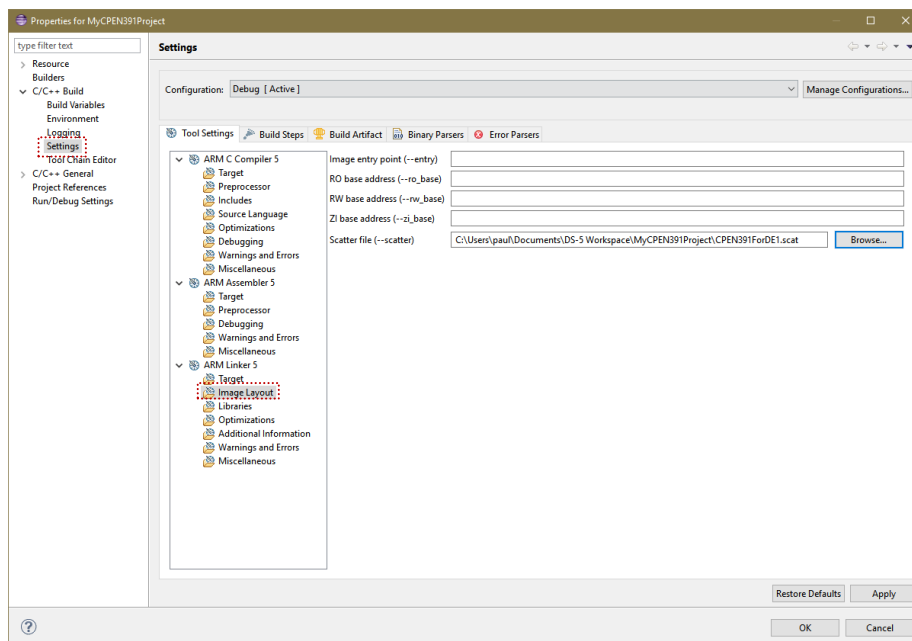 Properties for MyCPEN391Project
type filter text
Resource
Builders
C/C++ Build
Build Variables
Environment
Logging
Settings
Tool Chain Editor
C/C++ General
Project References
Run/Debug Settings
Settings
Configuration:
Debug [ Active ]
Manage Configurations...
Tool Settings
Build Steps
Build Artifact
Binary Parsers
Error Parsers
ARM C Compiler 5
Target
Preprocessor
Includes
Source Language
Optimizations
Debugging
Warnings and Errors
Miscellaneous
ARM Assembler 5
Target
Preprocessor
Debugging
Warnings and Errors
Miscellaneous
ARM Linker 5
Target
Image Layout
Libraries
Optimizations
Additional Information
Warnings and Errors
Miscellaneous
Image entry point (--entry)
RO base address (--ro_base)
RW base address (--rw_base)
ZI base address (--zi_base)
Scatter file (--scatter)
C:\Users\paul\Documents\DS-5 Workspace\MyCPEN391Project\CPEN391ForDE1.scat
Browse...
Restore Defaults
Apply
OK
Cancel